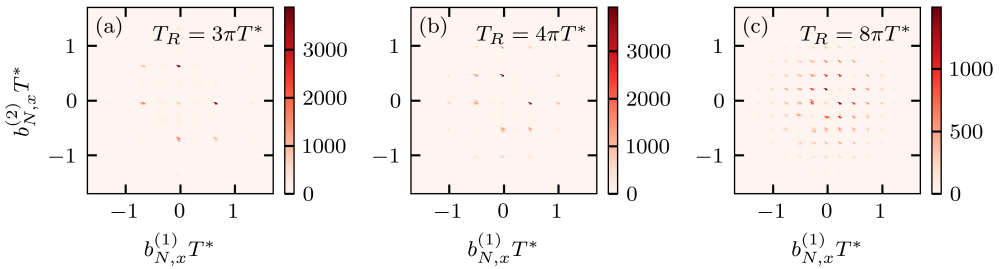 (a) T_R = 3πT*
(b) T_R = 4πT*
(c) T_R = 8πT*
b_{N,x}^{(2)} T*
1
0
−1
−1 0 1
b_{N,x}^{(1)} T*
3000
2000
1000
0
1
0
−1
−1 0 1
b_{N,x}^{(1)} T*
3000
2000
1000
0
1
0
−1
−1 0 1
b_{N,x}^{(1)} T*
1000
500
0